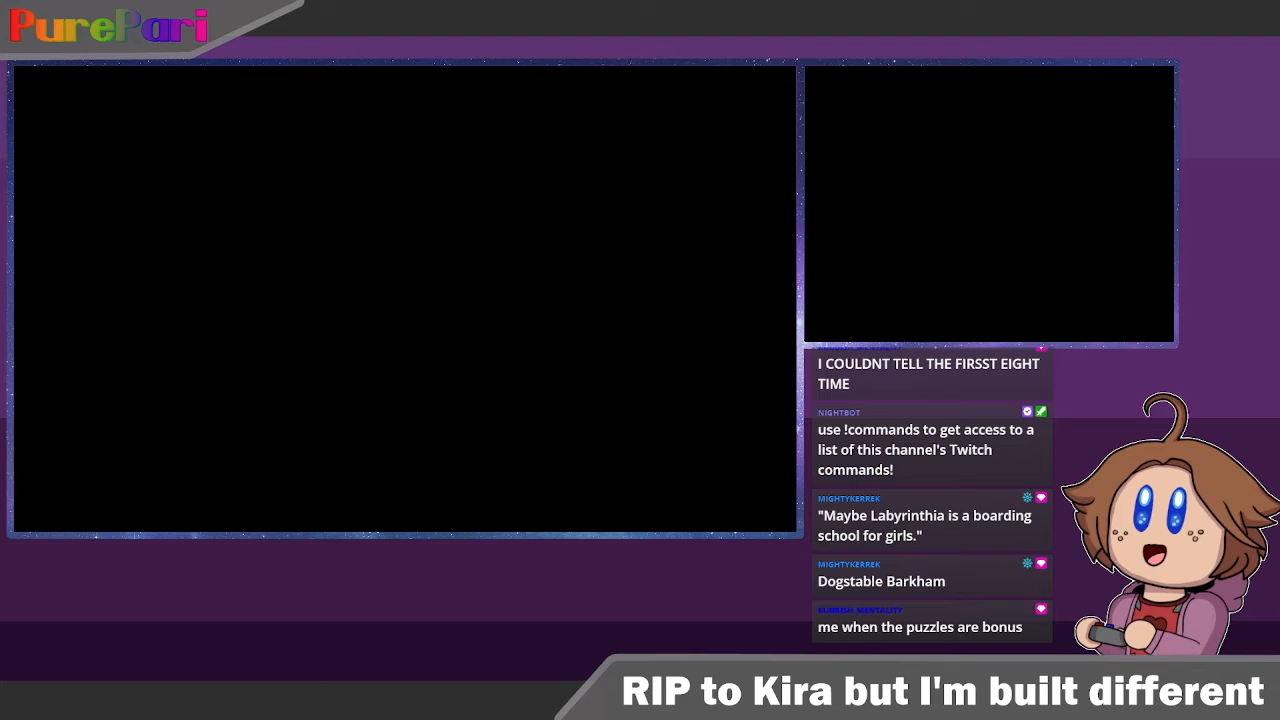 PurePari
I COULDNT TELL THE FIRSST EIGHT
TIME
NIGHTBOT
use !commands to get access to a
list of this channel's Twitch
commands!
MIGHTYKERREK
"Maybe Labyrinthia is a boarding
school for girls."
MIGHTYKERREK
Dogstable Barkham
me when the puzzles are bonus
RIP to Kira but I'm built different